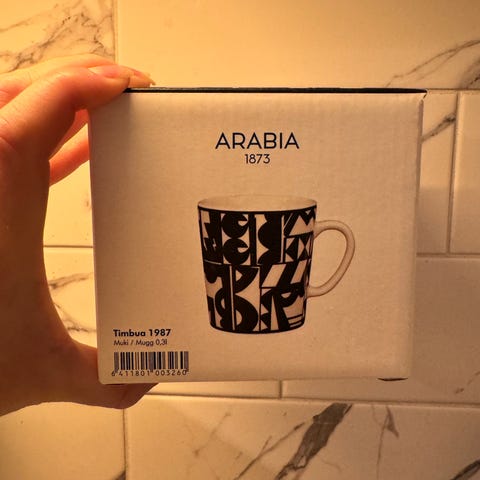 ARABIA
1873
Timbua 1987
Muki / Mugg 0,3l
6 411801 003260